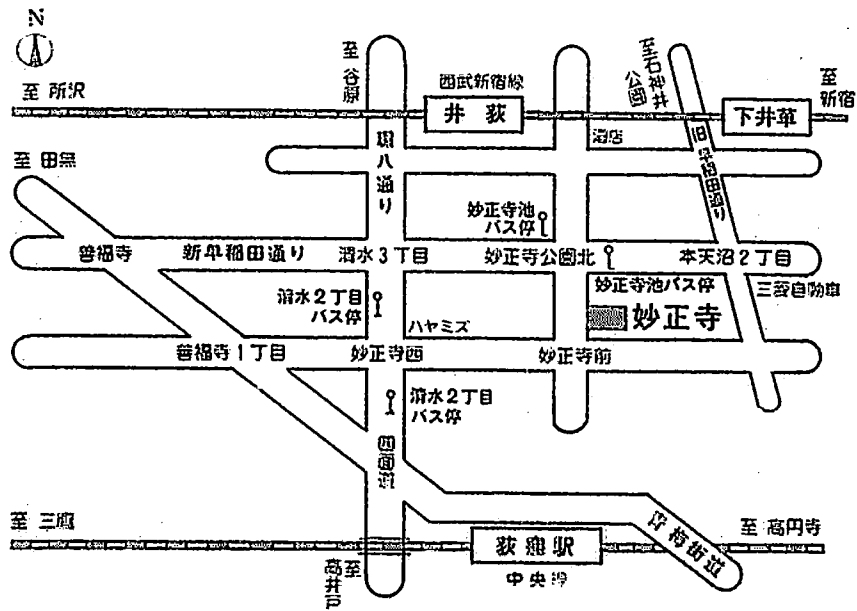 N
至 所沢
至 谷原
西武新宿線
井荻
至石神井
公園
下井草
至
新宿
至 田無
環八通り
酒店
旧早稲田通り
妙正寺池
バス停
善福寺
新早稲田通り
清水3丁目
妙正寺公園北
本天沼2丁目
清水2丁目
バス停
妙正寺池バス停
三菱自動車
ハヤミズ
妙正寺
善福寺1丁目
妙正寺西
妙正寺前
清水2丁目
バス停
四面道
至 三鷹
荻窪駅
青梅街道
至 高円寺
至
高井戸
中央線